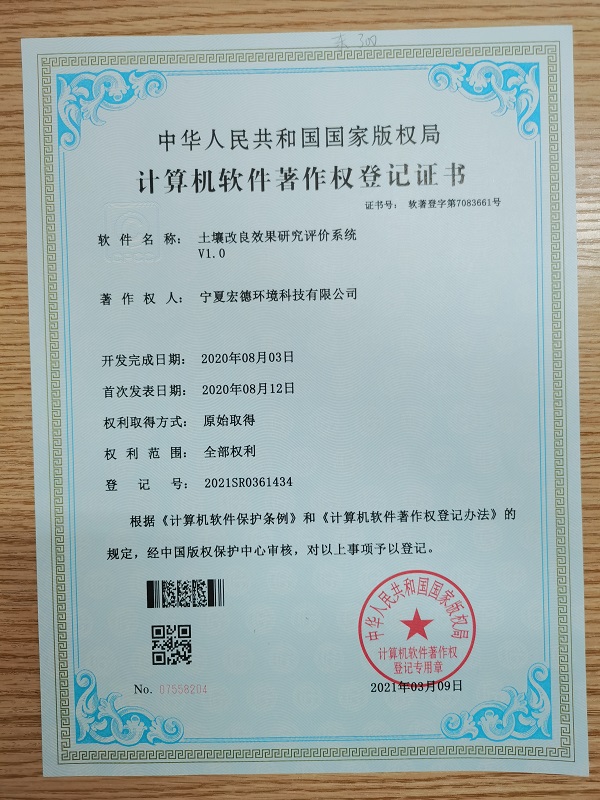 中华人民共和国国家版权局
计算机软件著作权登记证书
证书号： 软著登字第7083661号
软件名称： 土壤改良效果研究评价系统
V1.0
著作权人： 宁夏宏德环境科技有限公司
开发完成日期： 2020年08月03日
首次发表日期： 2020年08月12日
权利取得方式： 原始取得
权利范围： 全部权利
登记号： 2021SR0361434
根据《计算机软件保护条例》和《计算机软件著作权登记办法》的
规定，经中国版权保护中心审核，对以上事项予以登记。
中华人民共和国国家版权局
计算机软件著作权
登记专用章
No. 07558204
2021年03月09日